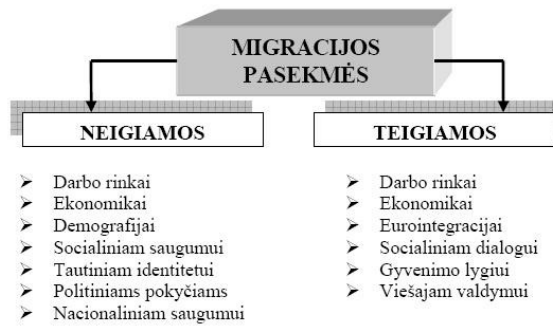 MIGRACIJOS
PASEKMĖS
NEIGIAMOS
Darbo rinkai
Ekonomikai
Demografijai
Socialiniam saugumui
Tautiniam identitetui
Politiniams pokyčiams
Nacionaliniam saugumui
TEIGIAMOS
Darbo rinkai
Ekonomikai
Eurointegracijai
Socialiniam dialogui
Gyvenimo lygiui
Viešajam valdymui